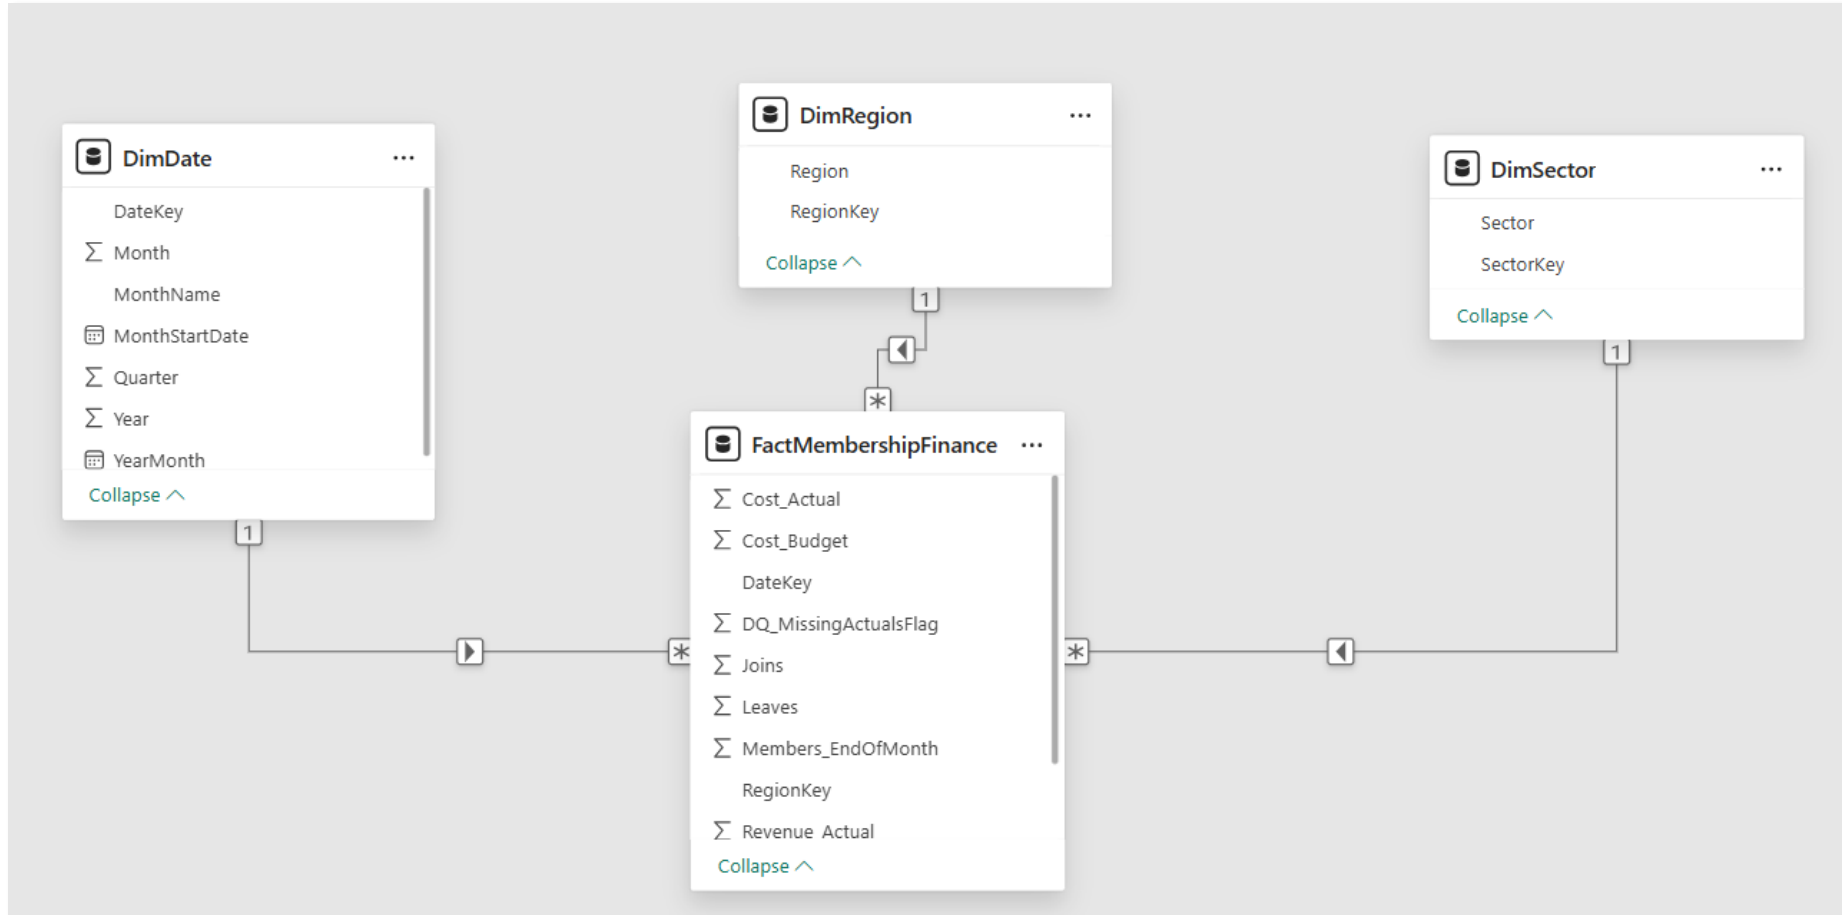 DimDate
DateKey
Month
MonthName
MonthStartDate
Quarter
Year
YearMonth
Collapse
1
DimRegion
Region
RegionKey
Collapse
1
*
DimSector
Sector
SectorKey
Collapse
1
FactMembershipFinance
Cost_Actual
Cost_Budget
DateKey
DQ_MissingActualsFlag
Joins
Leaves
Members_EndOfMonth
RegionKey
Revenue_Actual
Collapse
*
*